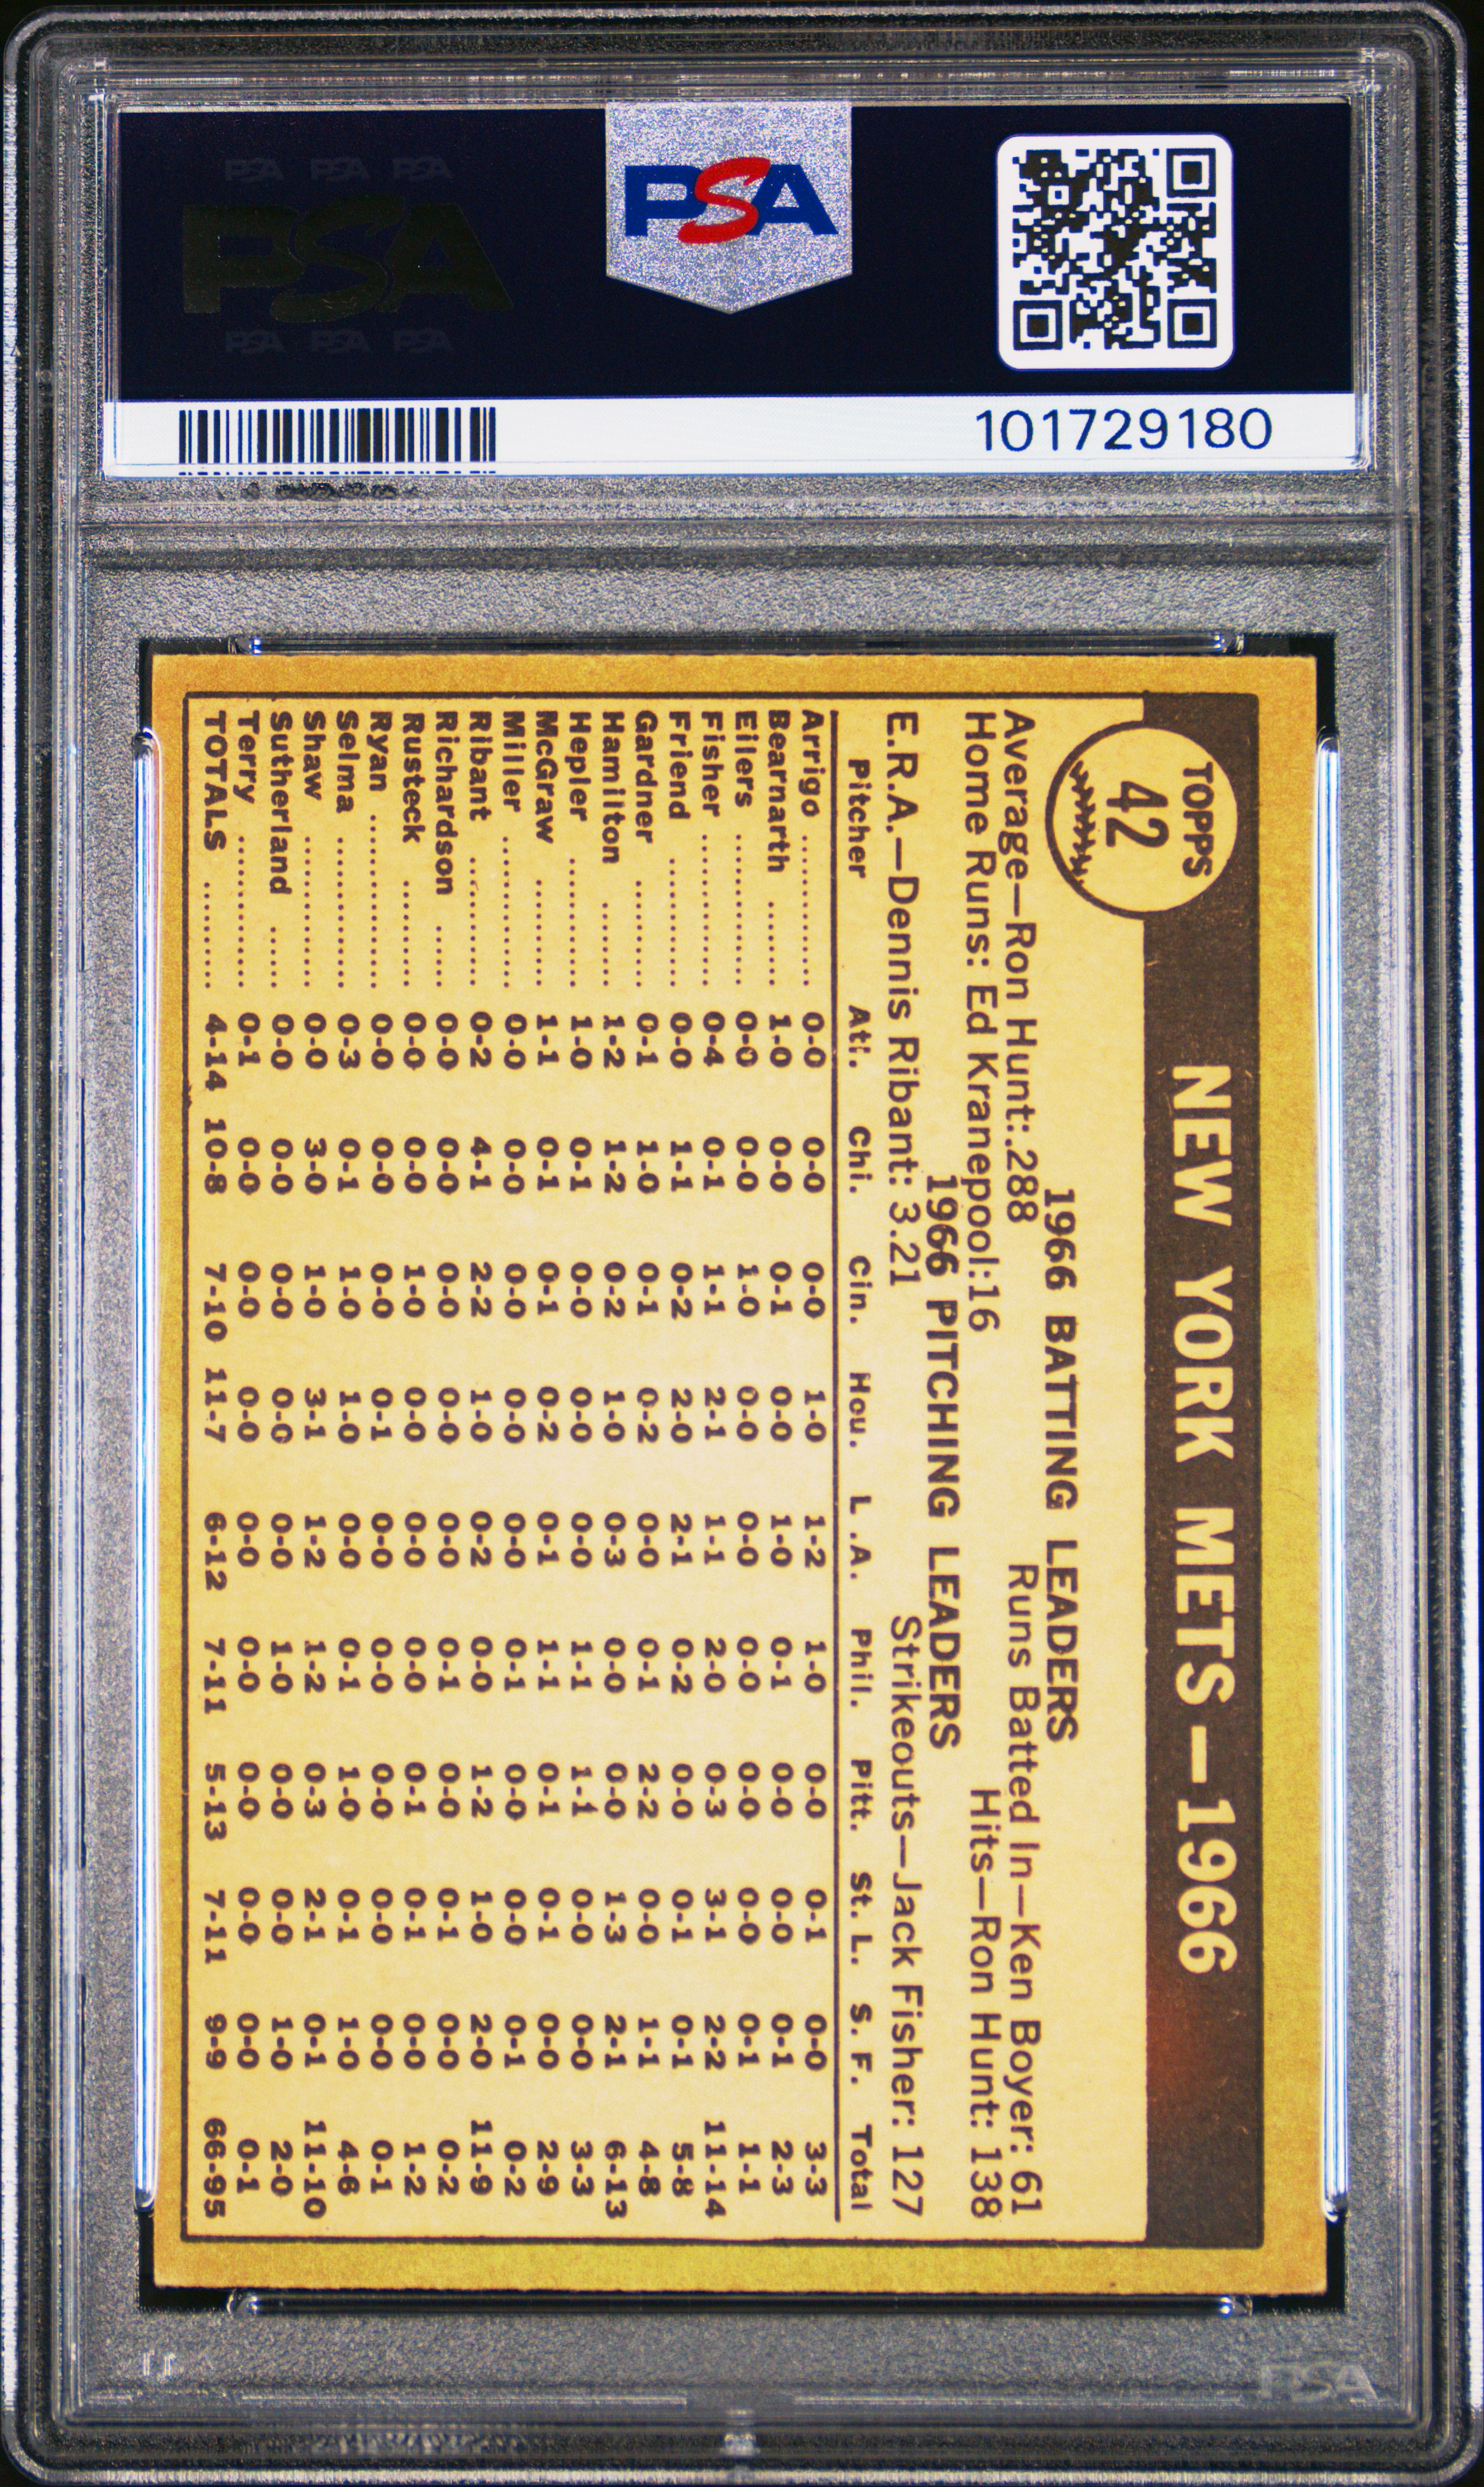 PSA PSA PSA
PSA
PSA PSA PSA
PSA
101729180
TOPPS
42
NEW YORK METS—1966
1966 BATTING LEADERS
Average—Ron Hunt:.288 Runs Batted In—Ken Boyer: 61
Home Runs: Ed Kranepool:16 Hits—Ron Hunt: 138
1966 PITCHING LEADERS
E.R.A.—Dennis Ribant: 3.21 Strikeouts—Jack Fisher: 127
Pitcher Atl. Chi. Cin. Hou. L.A. Phil. Pitt. St. L. S. F. Total
Arrigo ............ 0-0 0-0 0-0 1-0 1-2 1-0 0-0 0-1 0-0 3-3
Bearnarth ....... 1-0 0-0 0-1 0-0 1-0 0-1 0-0 0-0 0-1 2-3
Eilers ............ 0-0 0-0 1-0 0-0 0-0 0-0 0-0 0-0 0-1 1-1
Fisher ............ 0-4 0-1 1-1 2-1 1-1 2-0 0-3 3-1 2-2 11-14
Friend .......... 0-0 1-1 0-2 2-0 2-1 0-2 0-0 0-1 0-1 5-8
Gardner ......... 0-1 1-0 0-1 0-2 0-0 0-1 2-2 0-0 1-1 4-8
Hamilton ....... 1-2 1-2 0-2 1-0 0-3 0-0 0-0 1-3 2-1 6-13
Hepler .......... 1-0 0-1 0-0 0-0 0-0 1-1 1-1 0-0 0-0 3-3
McGraw ......... 1-1 0-1 0-1 0-2 0-1 1-1 0-1 0-1 0-0 2-9
Miller ............ 0-0 0-0 0-0 0-0 0-0 0-1 0-0 0-0 0-1 0-2
Ribant .......... 0-2 4-1 2-2 1-0 0-2 0-0 1-2 1-0 2-0 11-9
Richardson ..... 0-0 0-0 0-0 0-0 0-0 0-1 0-0 0-1 0-0 0-2
Rusteck ......... 0-0 0-0 1-0 0-0 0-0 0-0 0-1 0-1 0-0 1-2
Ryan .............. 0-0 0-0 0-0 0-1 0-0 0-0 0-0 0-0 0-0 0-1
Selma ............ 0-3 0-1 1-0 1-0 0-0 0-1 1-0 0-1 1-0 4-6
Shaw ............. 0-0 3-0 1-0 3-1 1-2 1-2 0-3 2-1 0-1 11-10
Sutherland ..... 0-0 0-0 0-0 0-0 0-0 1-0 0-0 0-0 1-0 2-0
Terry ............ 0-1 0-0 0-0 0-0 0-0 0-0 0-0 0-0 0-0 0-1
TOTALS ......... 4-14 10-8 7-10 11-7 6-12 7-11 5-13 7-11 9-9 66-95
PSA